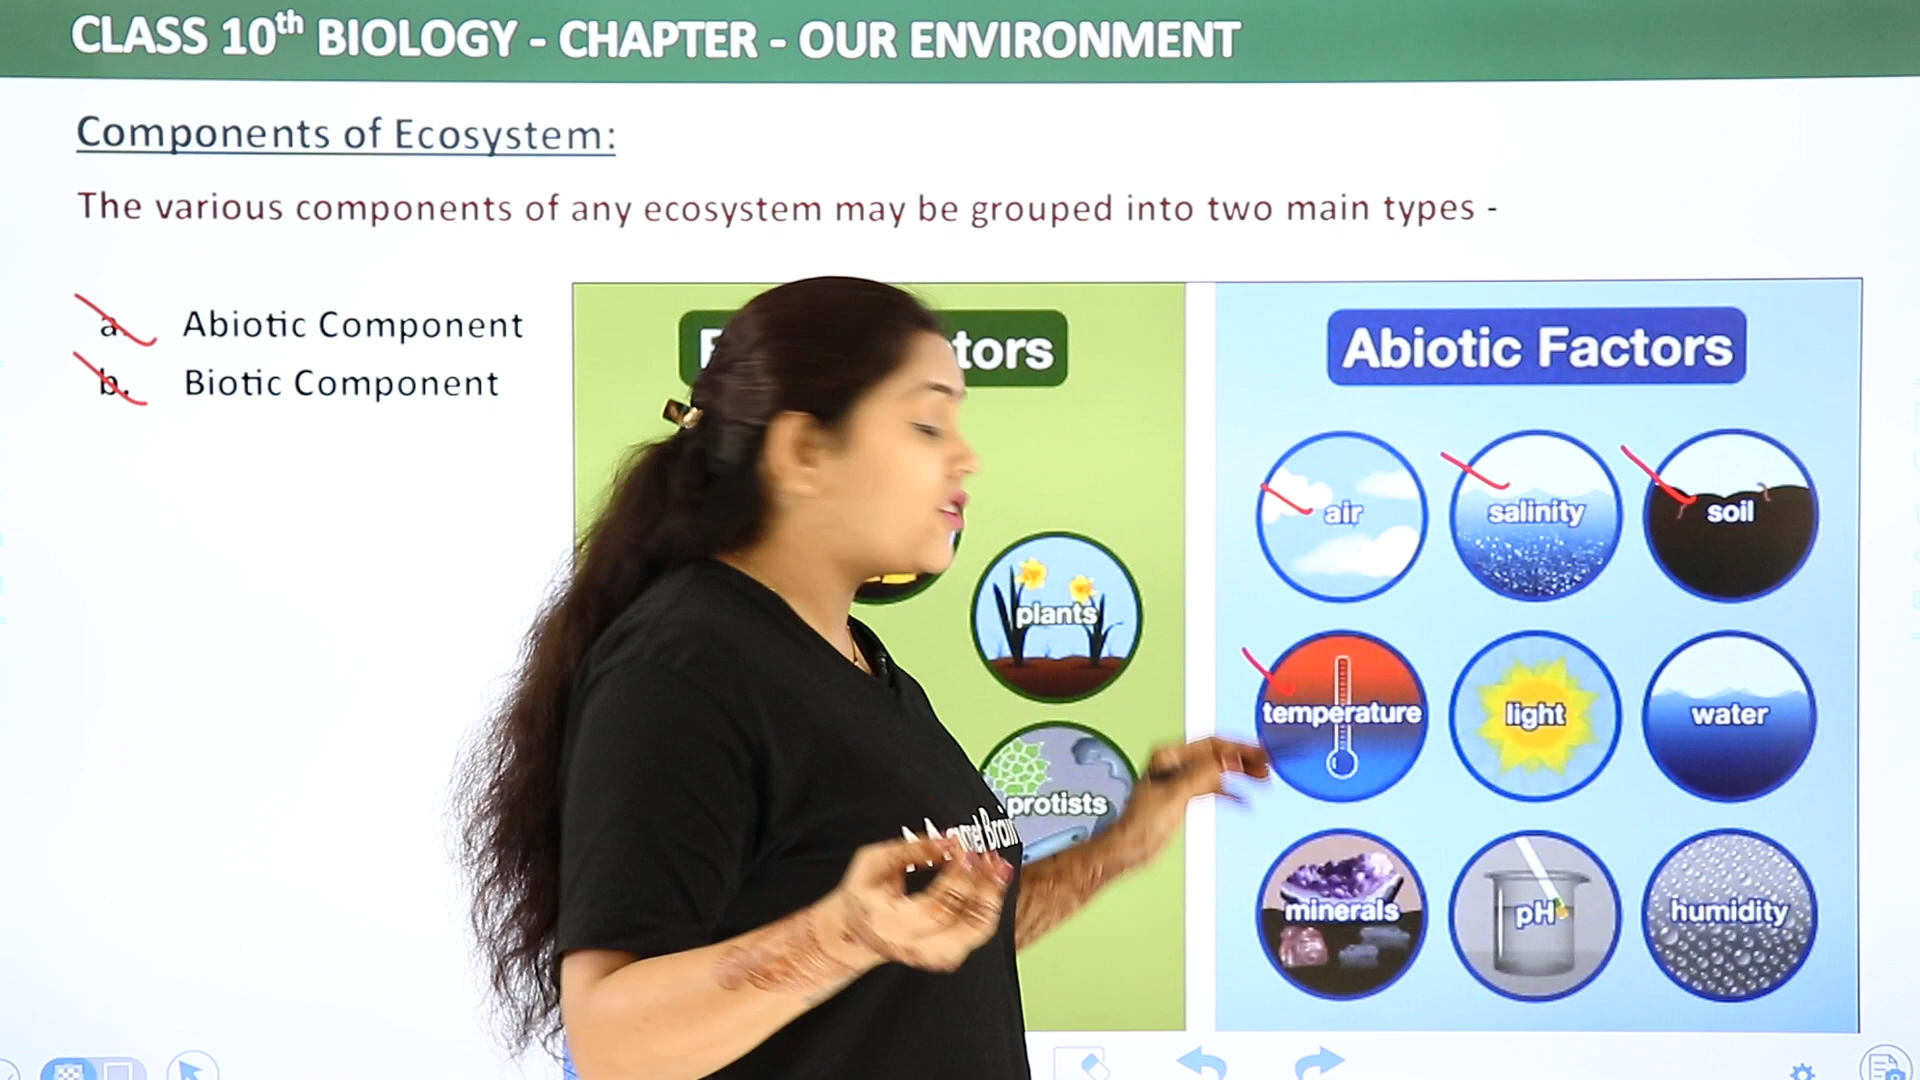 CLASS 10th BIOLOGY - CHAPTER - OUR ENVIRONMENT
Components of Ecosystem:
The various components of any ecosystem may be grouped into two main types -
a. Abiotic Component
b. Biotic Component
tors
plants
protists
Abiotic Factors
air
salinity
soil
temperature
light
water
minerals
pH
humidity